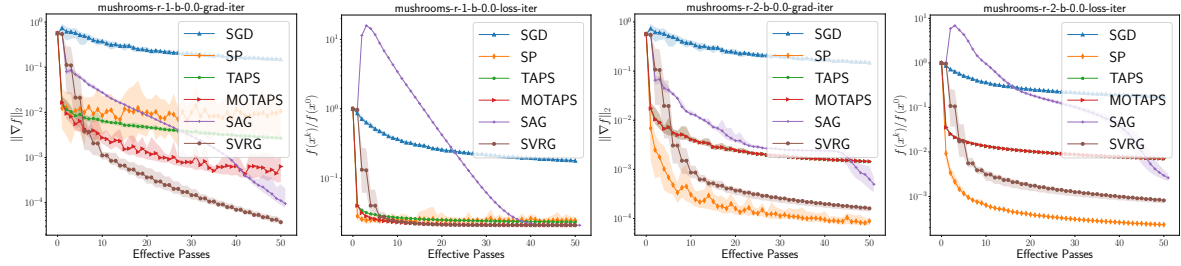 mushrooms-r-1-b-0.0-grad-iter
10^0
10^{-1}
10^{-2}
10^{-3}
10^{-4}
||∇f||_2
SGD
SP
TAPS
MOTAPS
SAG
SVRG
0 10 20 30 40 50
Effective Passes
mushrooms-r-1-b-0.0-loss-iter
10^1
10^0
10^{-1}
f(x^k)/f(x^0)
SGD
SP
TAPS
MOTAPS
SAG
SVRG
0 10 20 30 40 50
Effective Passes
mushrooms-r-2-b-0.0-grad-iter
10^0
10^{-1}
10^{-2}
10^{-3}
10^{-4}
||∇f||_2
SGD
SP
TAPS
MOTAPS
SAG
SVRG
0 10 20 30 40 50
Effective Passes
mushrooms-r-2-b-0.0-loss-iter
10^1
10^0
10^{-1}
10^{-2}
10^{-3}
f(x^k)/f(x^0)
SGD
SP
TAPS
MOTAPS
SAG
SVRG
0 10 20 30 40 50
Effective Passes